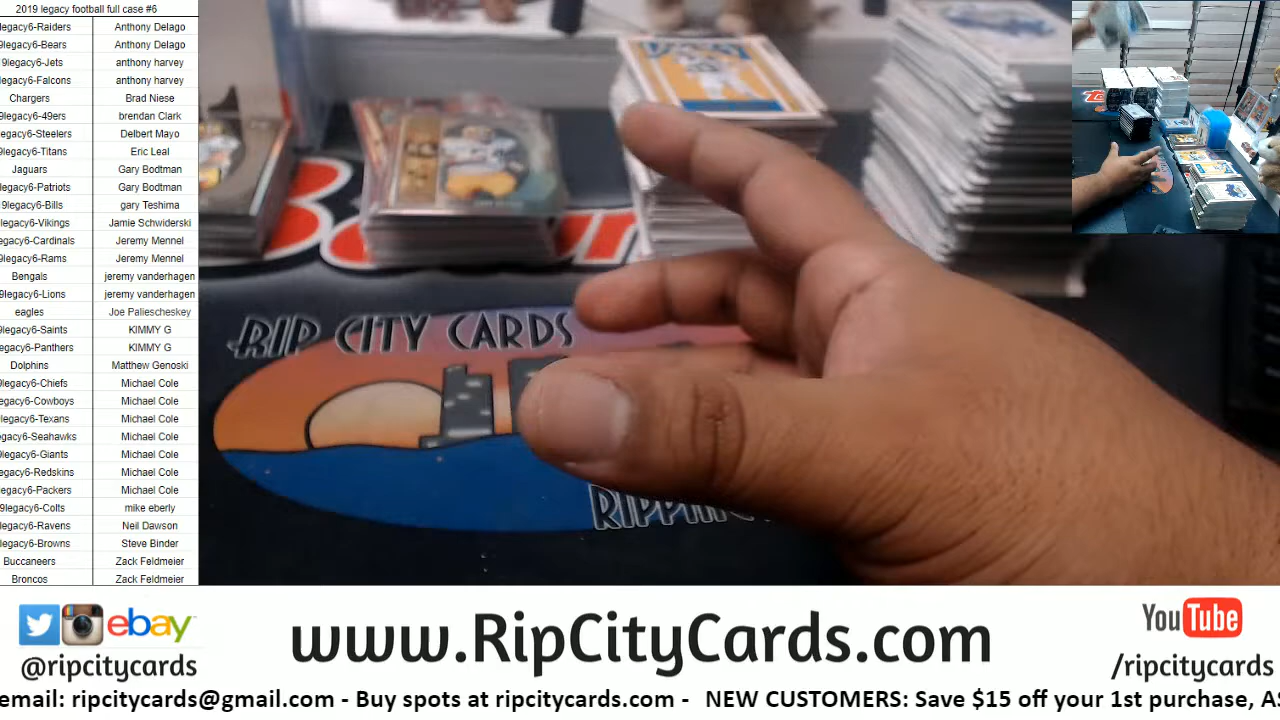 2019 legacy football full case #6
legacy6-Raiders Anthony Delago
9legacy6-Bears Anthony Delago
9legacy6-Jets anthony harvey
legacy6-Falcons anthony harvey
Chargers Brad Niese
9legacy6-49ers brendan Clark
legacy6-Steelers Delbert Mayo
9legacy6-Titans Eric Leal
Jaguars Gary Bodtman
legacy6-Patriots Gary Bodtman
9legacy6-Bills gary Teshima
legacy6-Vikings Jamie Schwiderski
egacy6-Cardinals Jeremy Mennel
9legacy6-Rams Jeremy Mennel
Bengals jeremy vanderhagen
9legacy6-Lions jeremy vanderhagen
eagles Joe Paliescheskey
9legacy6-Saints KIMMY G
legacy6-Panthers KIMMY G
Dolphins Matthew Genoski
9legacy6-Chiefs Michael Cole
legacy6-Cowboys Michael Cole
9legacy6-Texans Michael Cole
egacy6-Seahawks Michael Cole
9legacy6-Giants Michael Cole
legacy6-Redskins Michael Cole
legacy6-Packers Michael Cole
9legacy6-Colts mike eberly
legacy6-Ravens Neil Dawson
legacy6-Browns Steve Binder
Buccaneers Zack Feldmeier
Broncos Zack Feldmeier
RIP CITY CARDS
ebay
@ripcitycards
www.RipCityCards.com
YouTube
/ripcitycards
email: ripcitycards@gmail.com - Buy spots at ripcitycards.com - NEW CUSTOMERS: Save $15 off your 1st purchase, AS